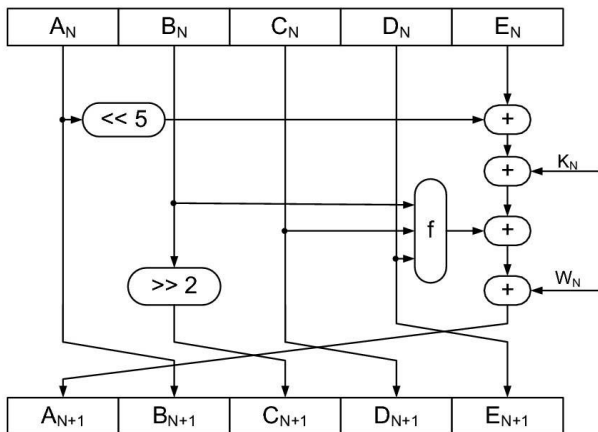 A_N B_N C_N D_N E_N
<< 5 +
+ K_N
f +
>> 2 + W_N
A_N+1 B_N+1 C_N+1 D_N+1 E_N+1